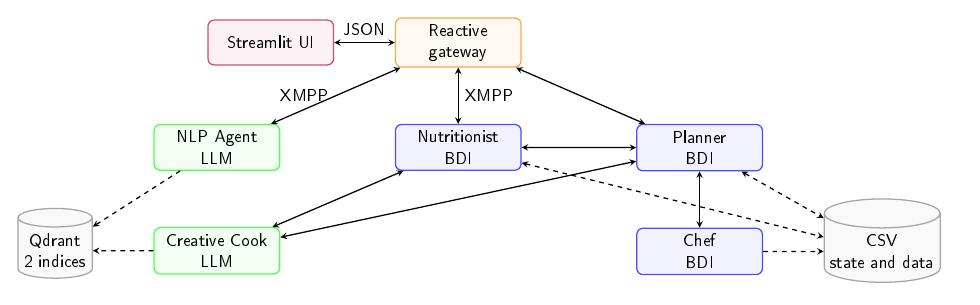 Streamlit UI
JSON
Reactive
gateway
XMPP
XMPP
NLP Agent
LLM
Nutritionist
BDI
Planner
BDI
Qdrant
2 indices
Creative Cook
LLM
Chef
BDI
CSV
state and data